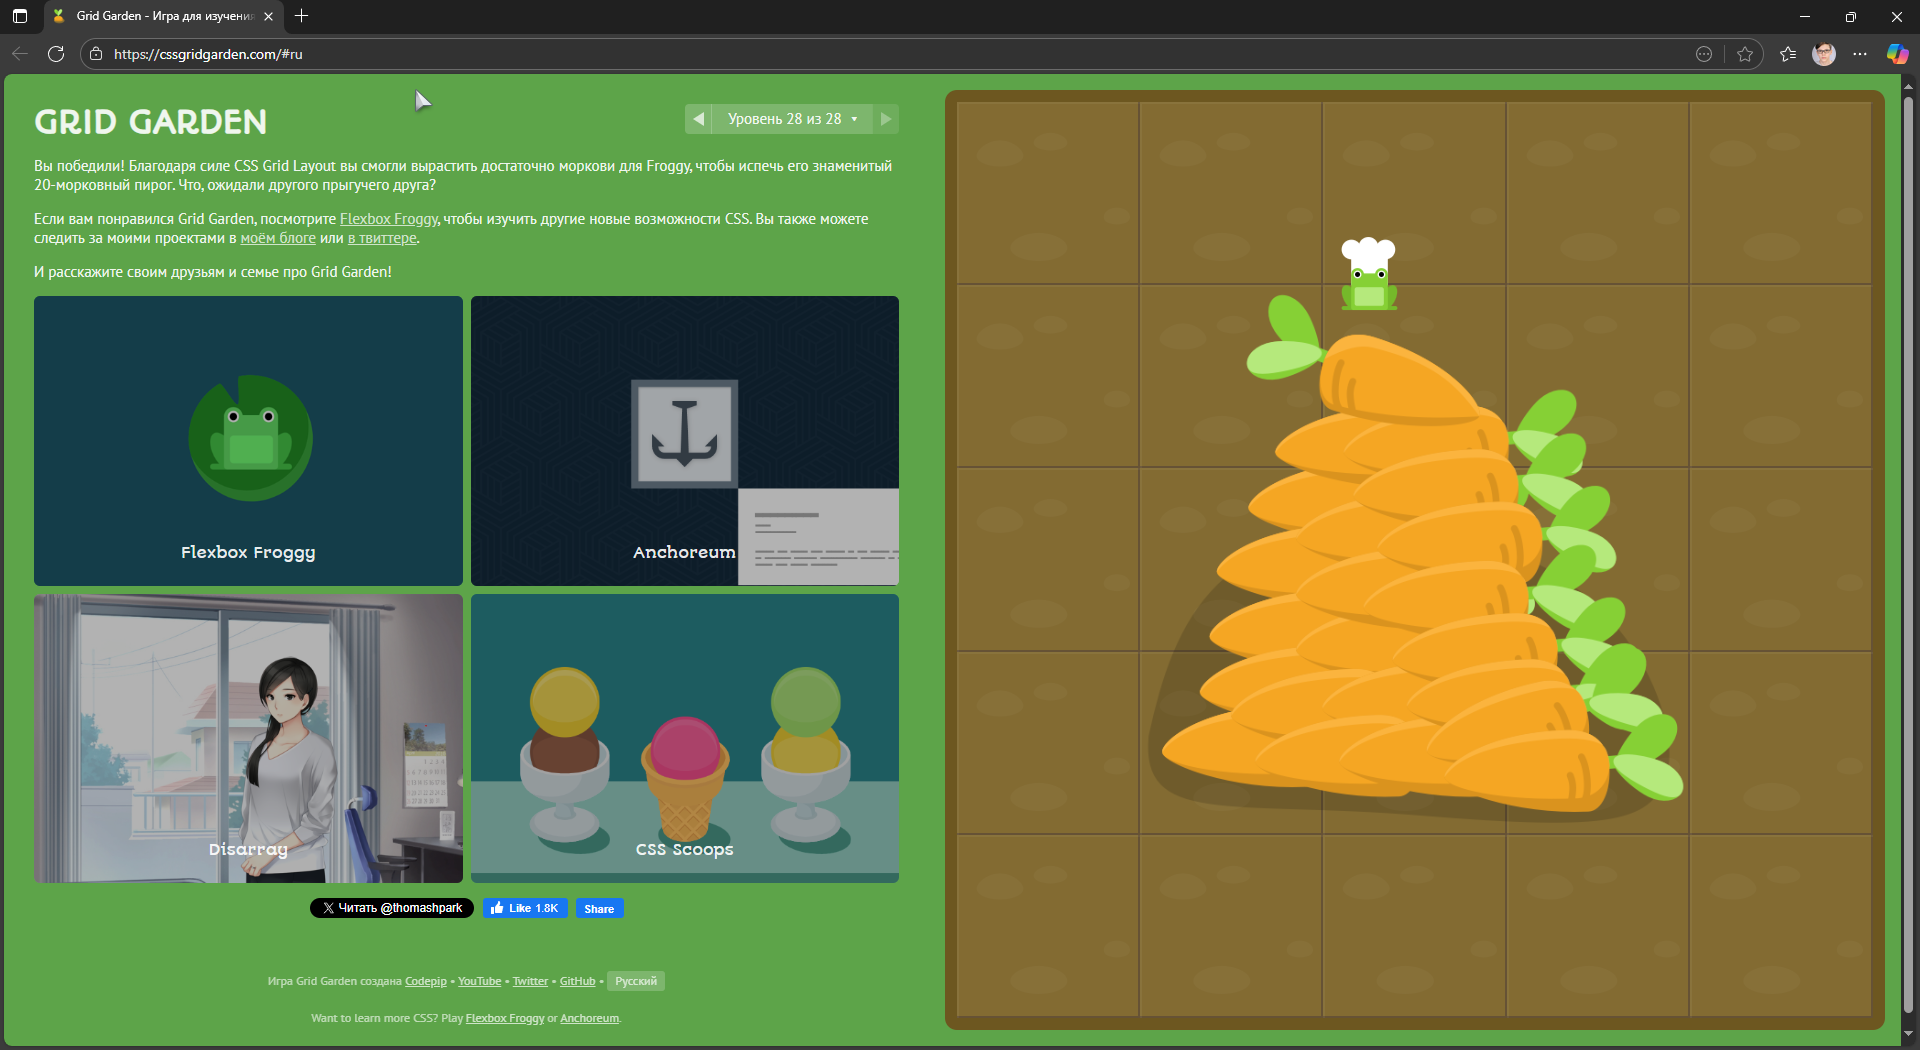 Grid Garden - Игра для изучения
https://cssgridgarden.com/#ru
GRID GARDEN
Уровень 28 из 28
Вы победили! Благодаря силе CSS Grid Layout вы смогли вырастить достаточно моркови для Froggy, чтобы испечь его знаменитый
20-морковный пирог. Что, ожидали другого прыгучего друга?
Если вам понравился Grid Garden, посмотрите Flexbox Froggy, чтобы изучить другие новые возможности CSS. Вы также можете
следить за моими проектами в моём блоге или в твиттере.
И расскажите своим друзьям и семье про Grid Garden!
Flexbox Froggy
Anchoreum
Disarray
CSS Scoops
Читать @thomashpark
Like 1.8K
Share
Игра Grid Garden создана Codepip • YouTube • Twitter • GitHub • Русский
Want to learn more CSS? Play Flexbox Froggy or Anchoreum.